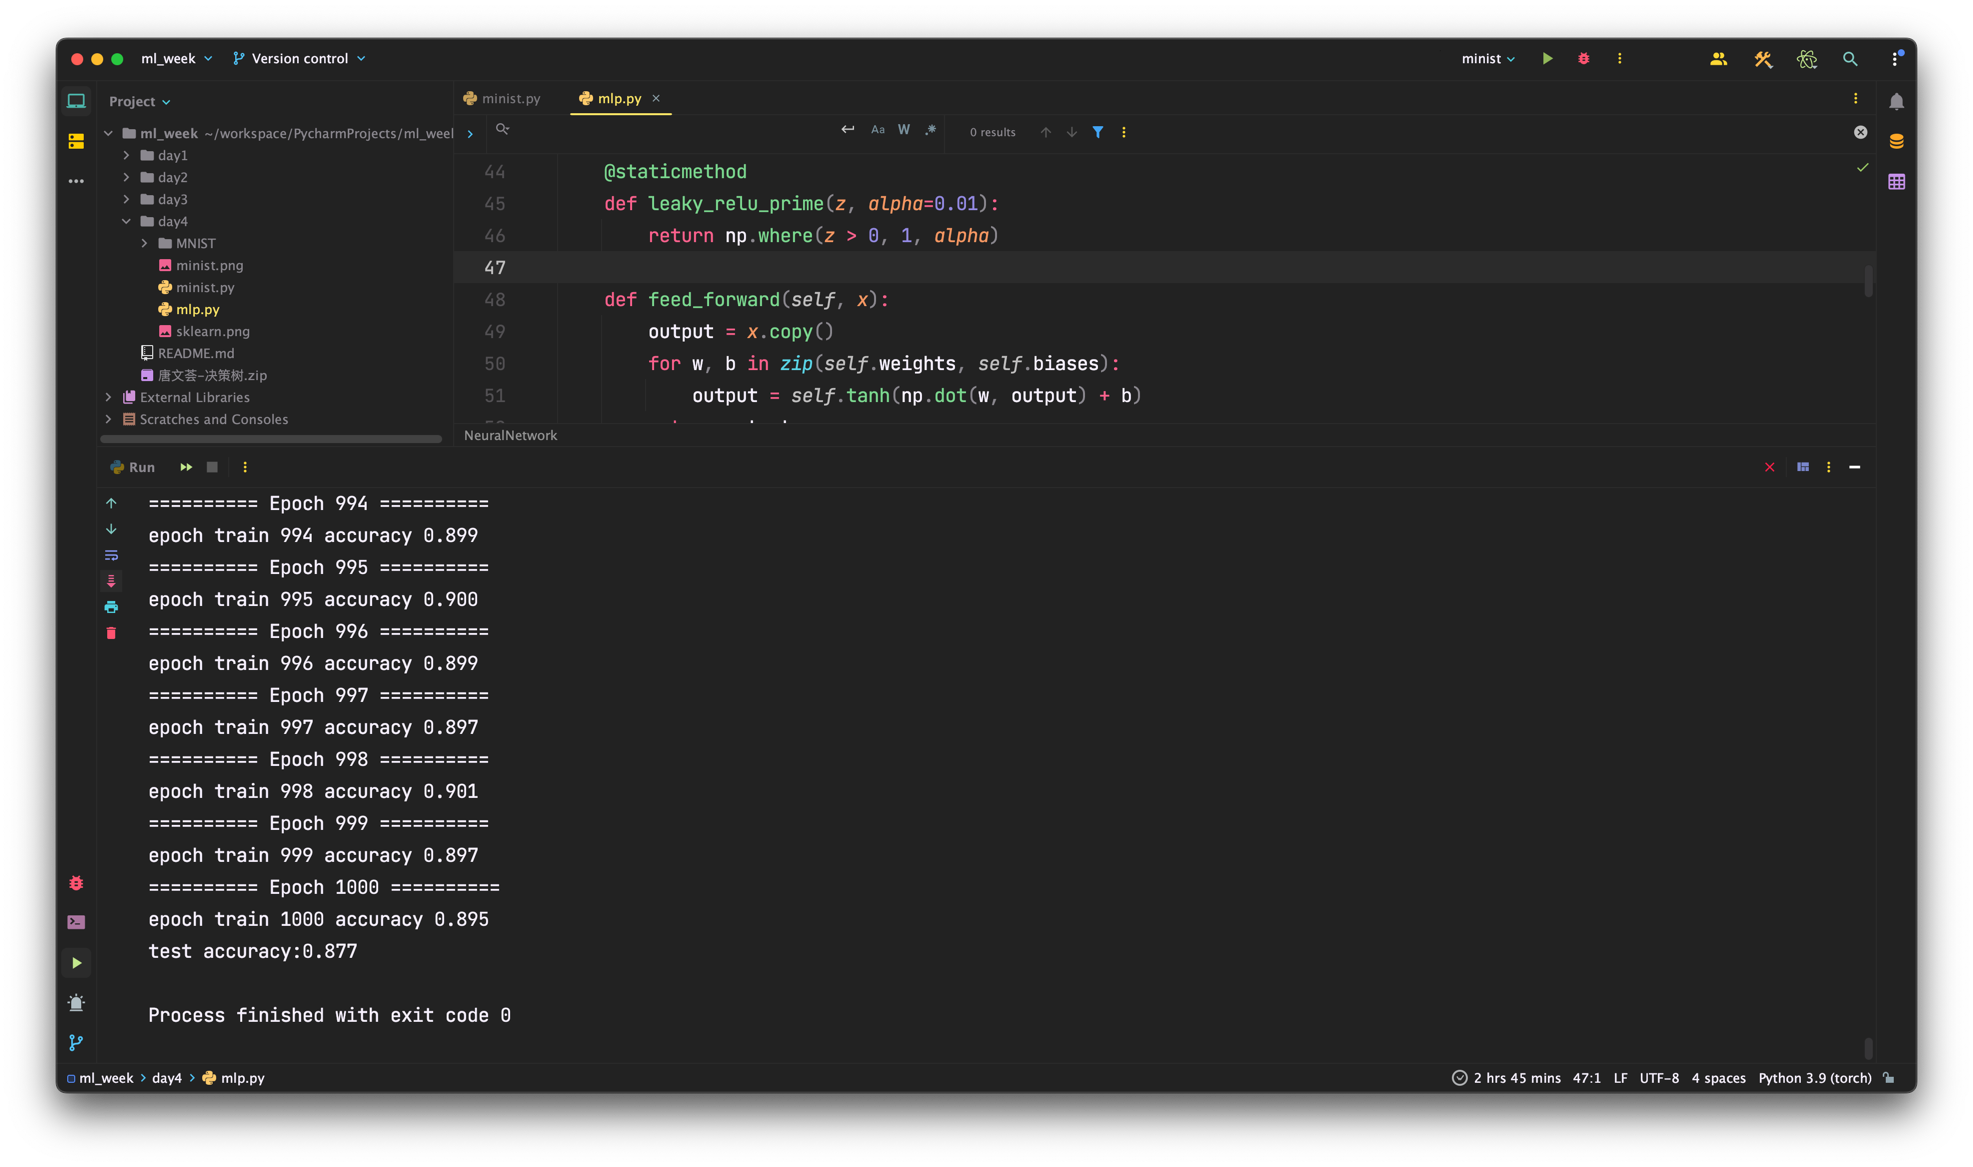 ml_week
Version control
minist
Project
minist.py
mlp.py
ml_week ~/workspace/PycharmProjects/ml_weel
day1
day2
day3
day4
MNIST
minist.png
minist.py
mlp.py
sklearn.png
README.md
唐文荟-决策树.zip
External Libraries
Scratches and Consoles
Aa W .* 0 results
44 @staticmethod
45 def leaky_relu_prime(z, alpha=0.01):
46 return np.where(z > 0, 1, alpha)
47
48 def feed_forward(self, x):
49 output = x.copy()
50 for w, b in zip(self.weights, self.biases):
51 output = self.tanh(np.dot(w, output) + b)
NeuralNetwork
Run
========== Epoch 994 ==========
epoch train 994 accuracy 0.899
========== Epoch 995 ==========
epoch train 995 accuracy 0.900
========== Epoch 996 ==========
epoch train 996 accuracy 0.899
========== Epoch 997 ==========
epoch train 997 accuracy 0.897
========== Epoch 998 ==========
epoch train 998 accuracy 0.901
========== Epoch 999 ==========
epoch train 999 accuracy 0.897
========== Epoch 1000 ==========
epoch train 1000 accuracy 0.895
test accuracy:0.877
Process finished with exit code 0
ml_week > day4 > mlp.py
2 hrs 45 mins 47:1 LF UTF-8 4 spaces Python 3.9 (torch)